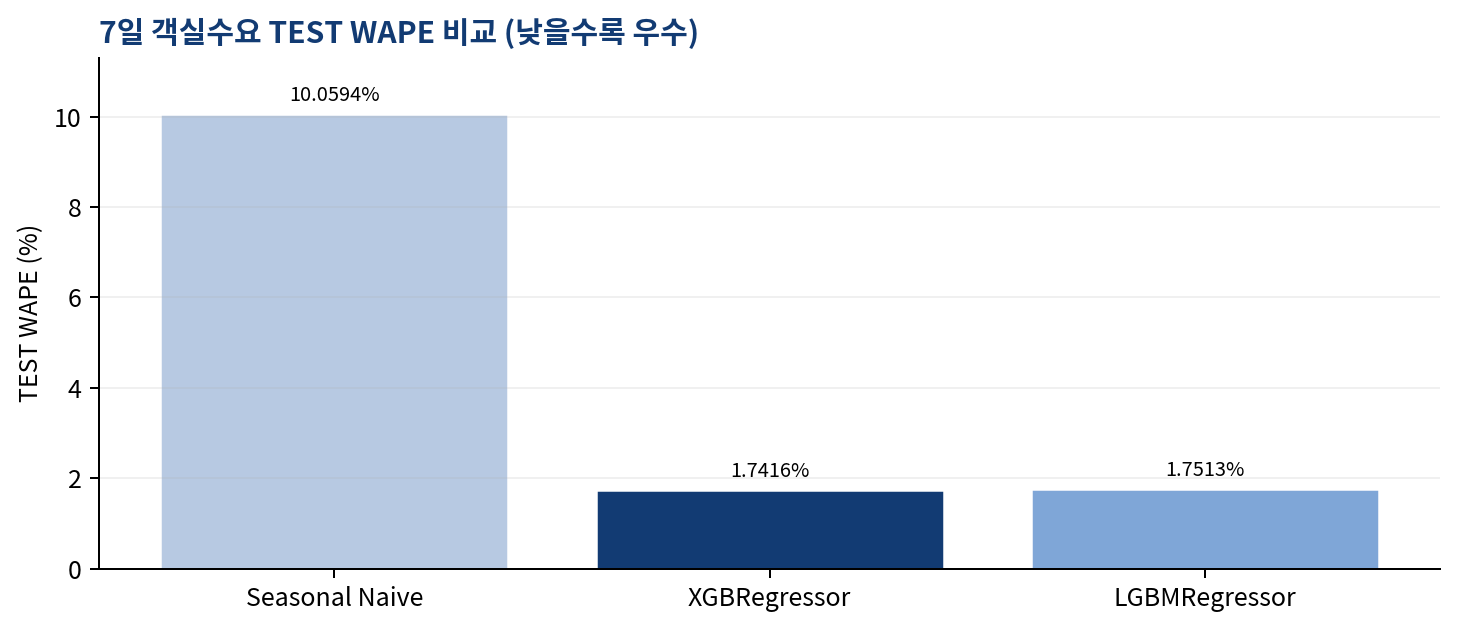 7일 객실수요 TEST WAPE 비교 (낮을수록 우수)
TEST WAPE (%)
10
8
6
4
2
0
10.0594%
1.7416%
1.7513%
Seasonal Naive
XGBRegressor
LGBMRegressor